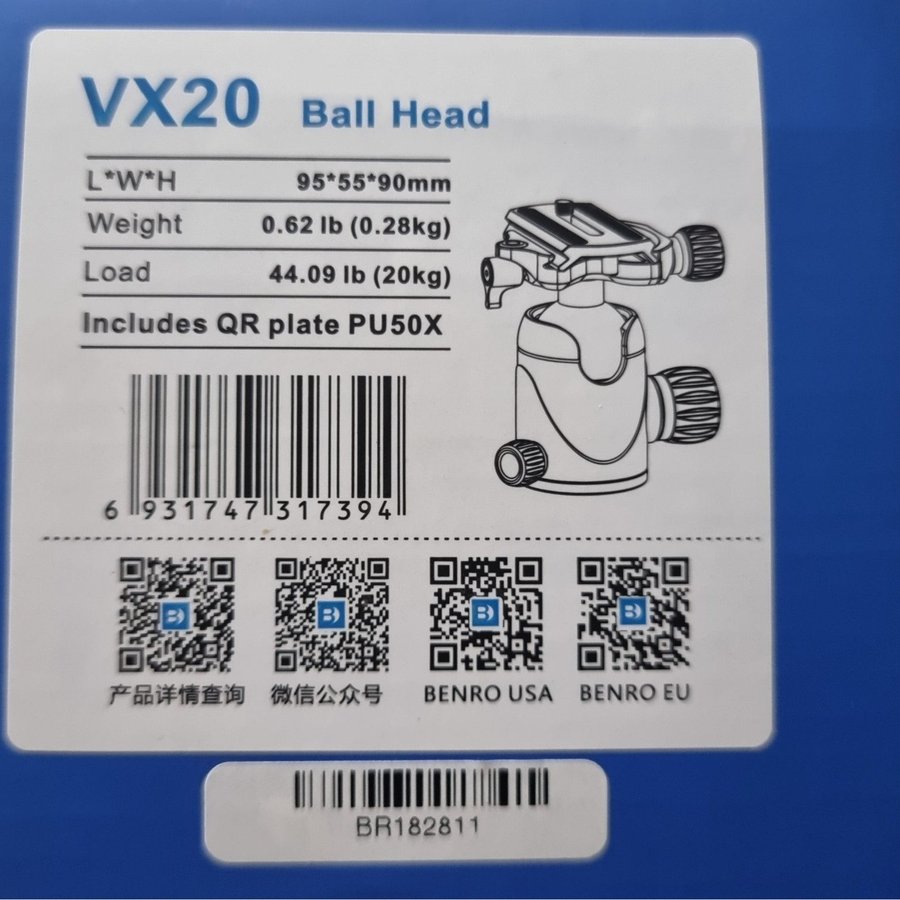 VX20 Ball Head
L*W*H 95*55*90mm
Weight 0.62 lb (0.28kg)
Load 44.09 lb (20kg)
Includes QR plate PU50X
6 931747 317394
产品详情查询 微信公众号 BENRO USA BENRO EU
BR182811